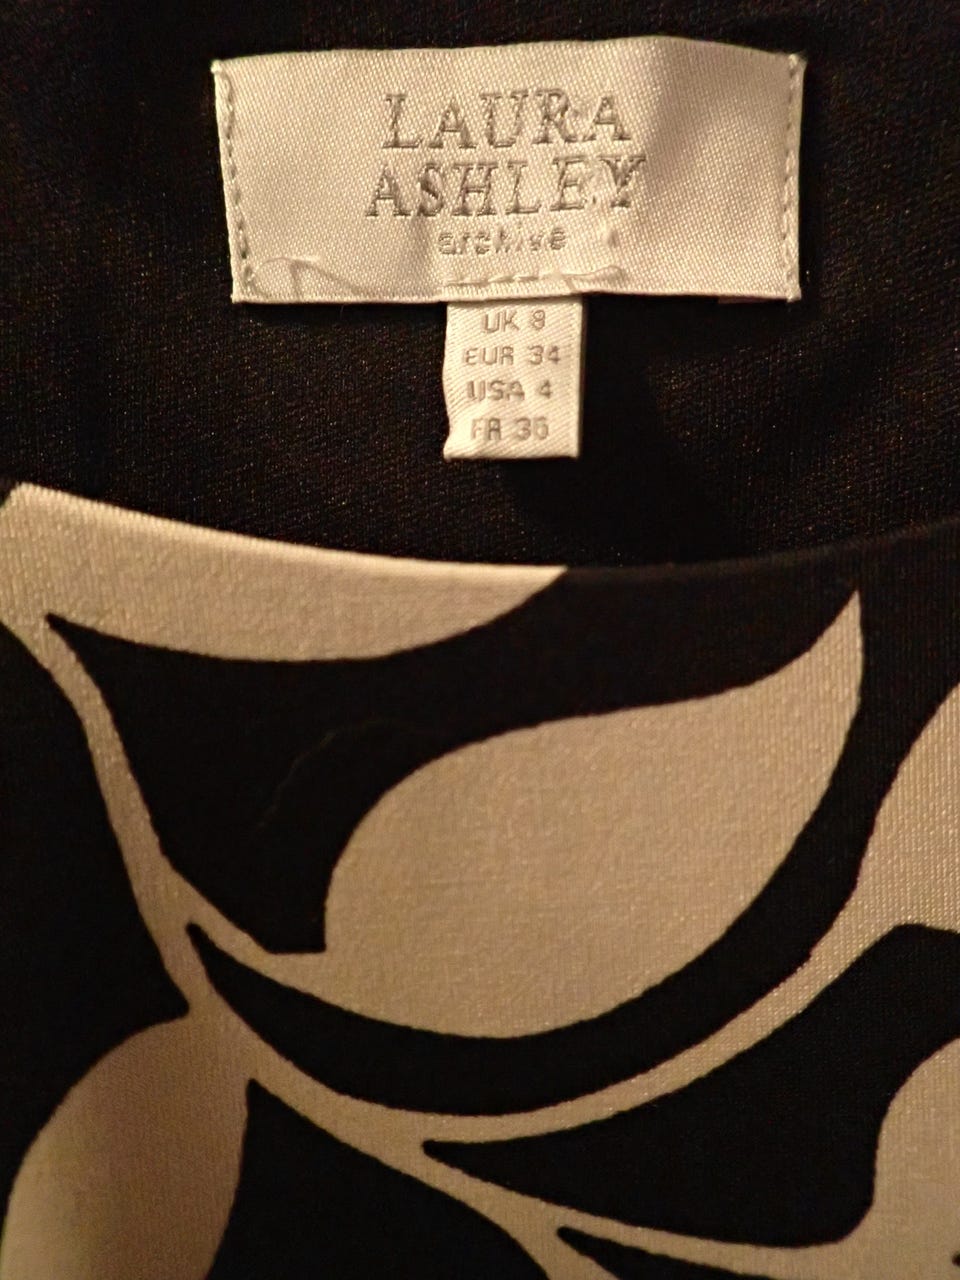 LAURA
ASHLEY
archive
UK 8
EUR 34
USA 4
FR 36